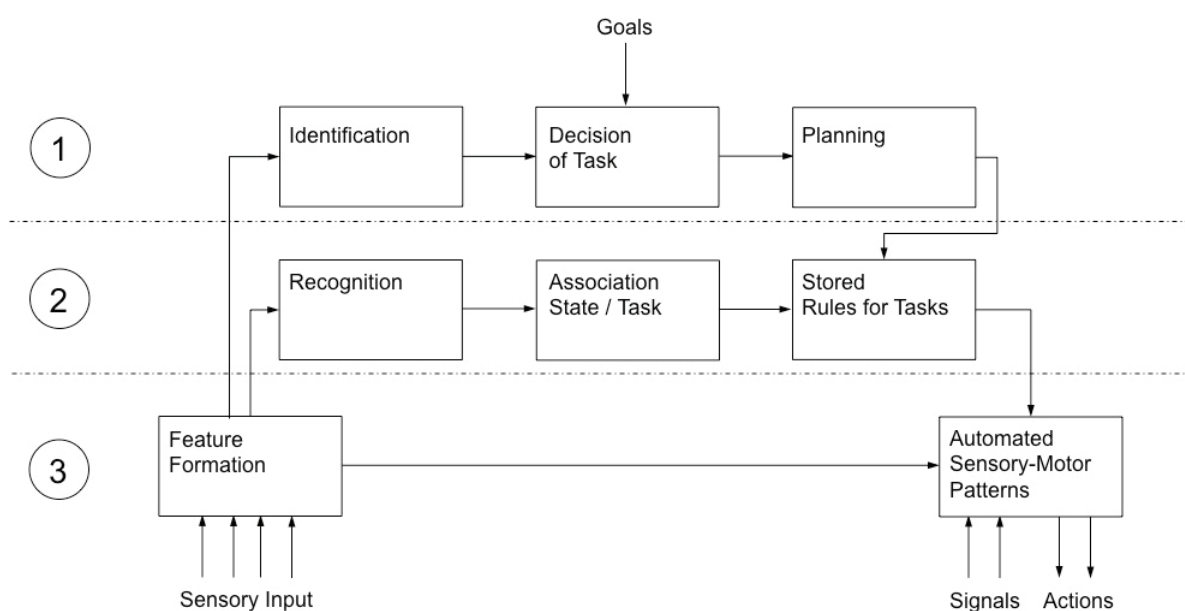 Goals
1
Identification
Decision
of Task
Planning
2
Recognition
Association
State / Task
Stored
Rules for Tasks
3
Feature
Formation
Automated
Sensory-Motor
Patterns
Sensory Input
Signals
Actions